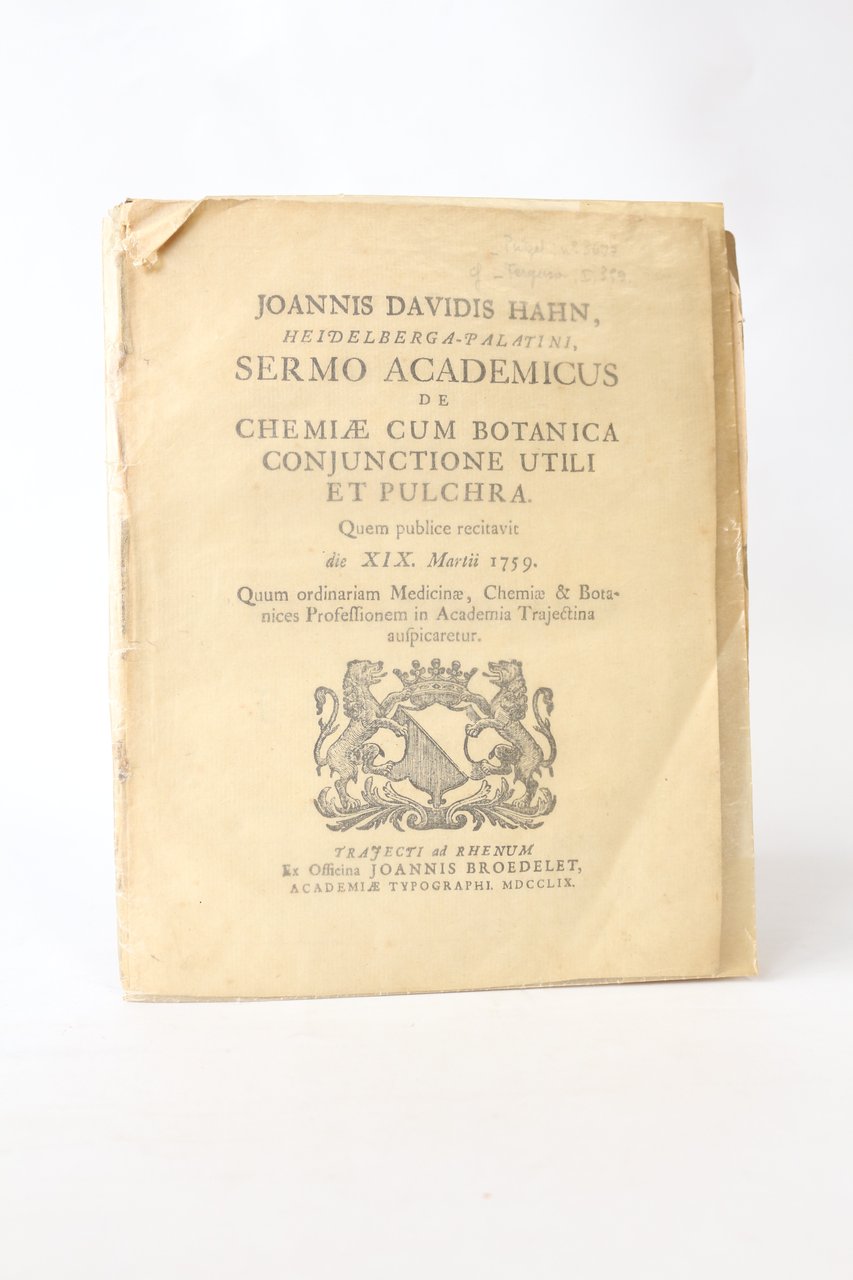 JOANNIS DAVIDIS HAHN,
HEIDELBERGA-PALATINI,
SERMO ACADEMICUS
DE
CHEMIÆ CUM BOTANICA
CONJUNCTIONE UTILI
ET PULCHRA.
Quem publice recitavit
die XIX. Martii 1759.
Quum ordinariam Medicinæ, Chemiæ & Bota-
nices Profeſſionem in Academia Trajectina
auſpicaretur.
TRAJECTI ad RHENUM
Ex Officina JOANNIS BROEDELET,
ACADEMIÆ TYPOGRAPHI. MDCCLIX.